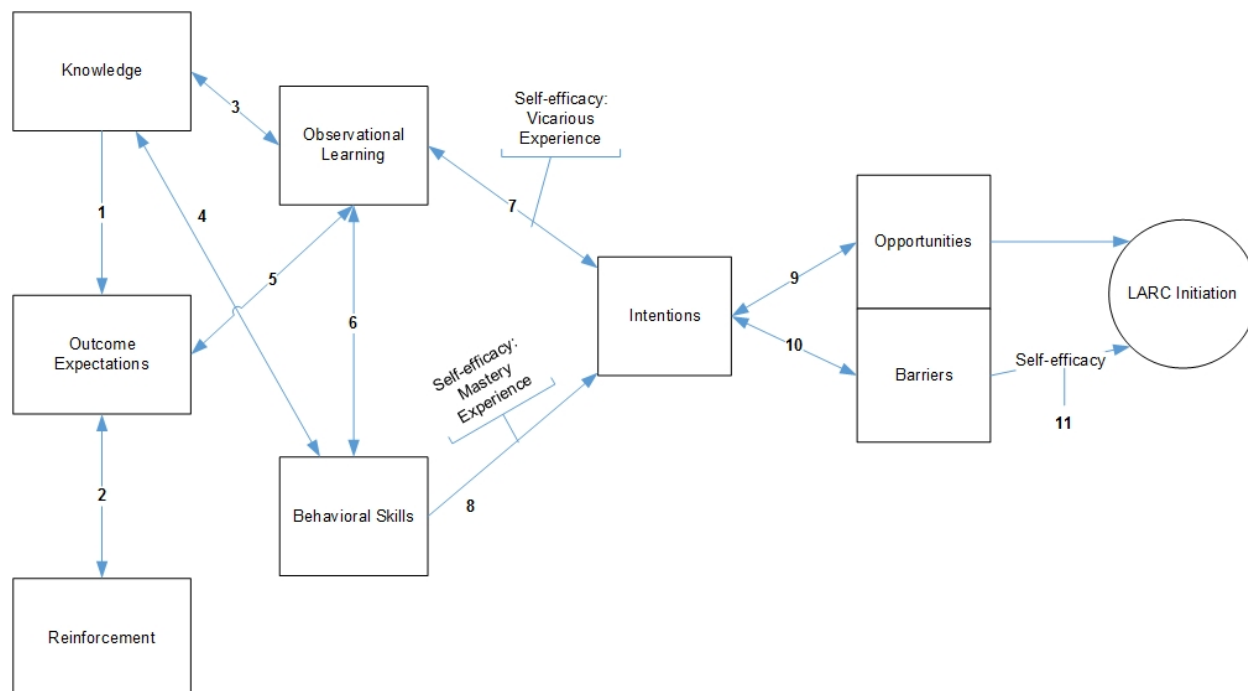 Knowledge
3
Observational
Learning
Self-efficacy:
Vicarious
Experience
1
4
7
Opportunities
5
9
Outcome
Expectations
6
Intentions
LARC Initiation
10
Self-efficacy:
Mastery
Experience
Barriers
Self-efficacy
11
2
Behavioral Skills
8
Reinforcement